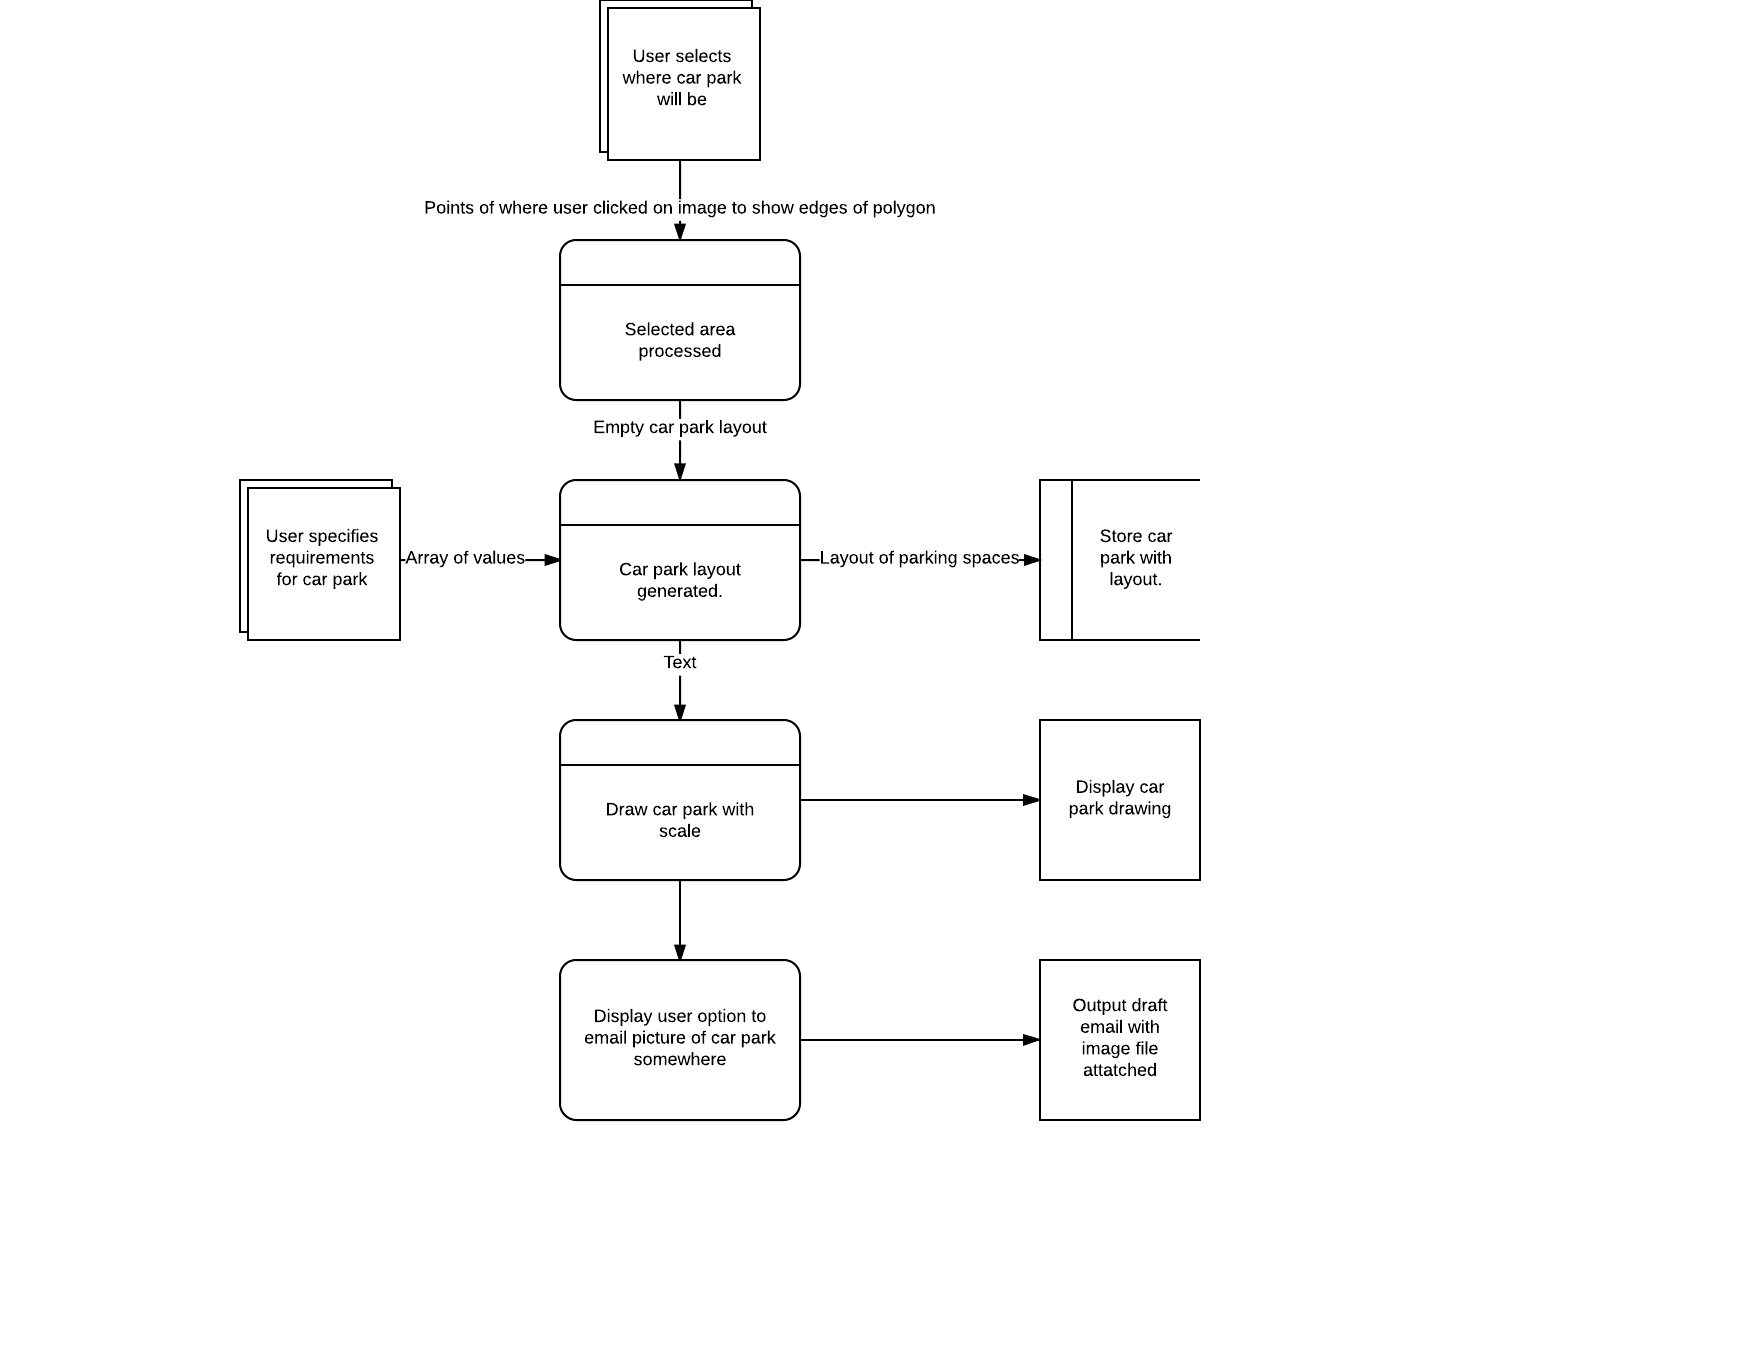 User selects
where car park
will be
Points of where user clicked on image to show edges of polygon
Selected area
processed
Empty car park layout
User specifies
requirements
for car park
Array of values
Car park layout
generated.
Layout of parking spaces
Store car
park with
layout.
Text
Draw car park with
scale
Display car
park drawing
Display user option to
email picture of car park
somewhere
Output draft
email with
image file
attatched